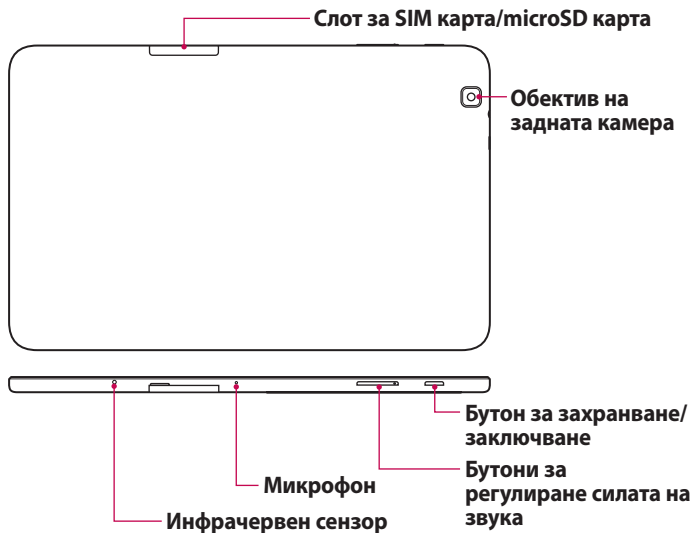 Слот за SIM карта/microSD карта
Обектив на
задната камера
Бутон за захранване/
заключване
Бутони за
регулиране силата на
звука
Микрофон
Инфрачервен сензор